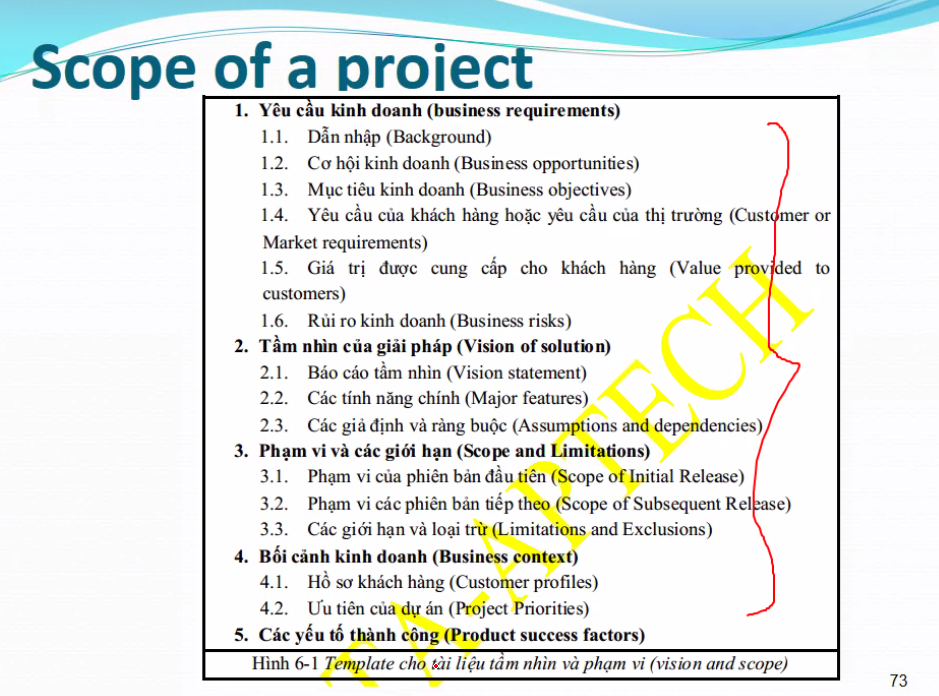 Scope of a project
1. Yêu cầu kinh doanh (business requirements)
1.1. Dẫn nhập (Background)
1.2. Cơ hội kinh doanh (Business opportunities)
1.3. Mục tiêu kinh doanh (Business objectives)
1.4. Yêu cầu của khách hàng hoặc yêu cầu của thị trường (Customer or
Market requirements)
1.5. Giá trị được cung cấp cho khách hàng (Value provided to
customers)
1.6. Rủi ro kinh doanh (Business risks)
2. Tầm nhìn của giải pháp (Vision of solution)
2.1. Báo cáo tầm nhìn (Vision statement)
2.2. Các tính năng chính (Major features)
2.3. Các giả định và ràng buộc (Assumptions and dependencies)
3. Phạm vi và các giới hạn (Scope and Limitations)
3.1. Phạm vi của phiên bản đầu tiên (Scope of Initial Release)
3.2. Phạm vi các phiên bản tiếp theo (Scope of Subsequent Release)
3.3. Các giới hạn và loại trừ (Limitations and Exclusions)
4. Bối cảnh kinh doanh (Business context)
4.1. Hồ sơ khách hàng (Customer profiles)
4.2. Ưu tiên của dự án (Project Priorities)
5. Các yếu tố thành công (Product success factors)
Hình 6-1 Template cho tài liệu tầm nhìn và phạm vi (vision and scope)
TA-APTECH
73